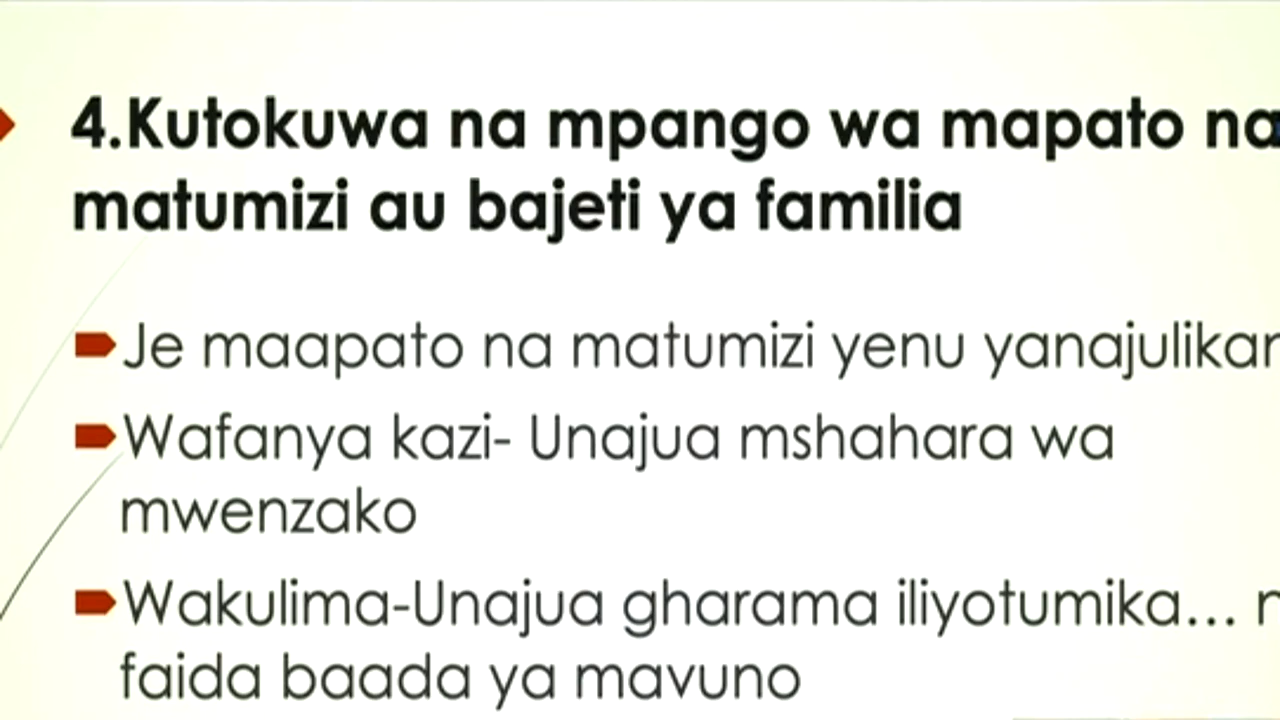 4.Kutokuwa na mpango wa mapato na
matumizi au bajeti ya familia
Je maapato na matumizi yenu
Wafanya kazi- Unajua mshahara wa
mwenzako
Wakulima-Unajua gharama iliyotumika...
faida baada ya mavuno